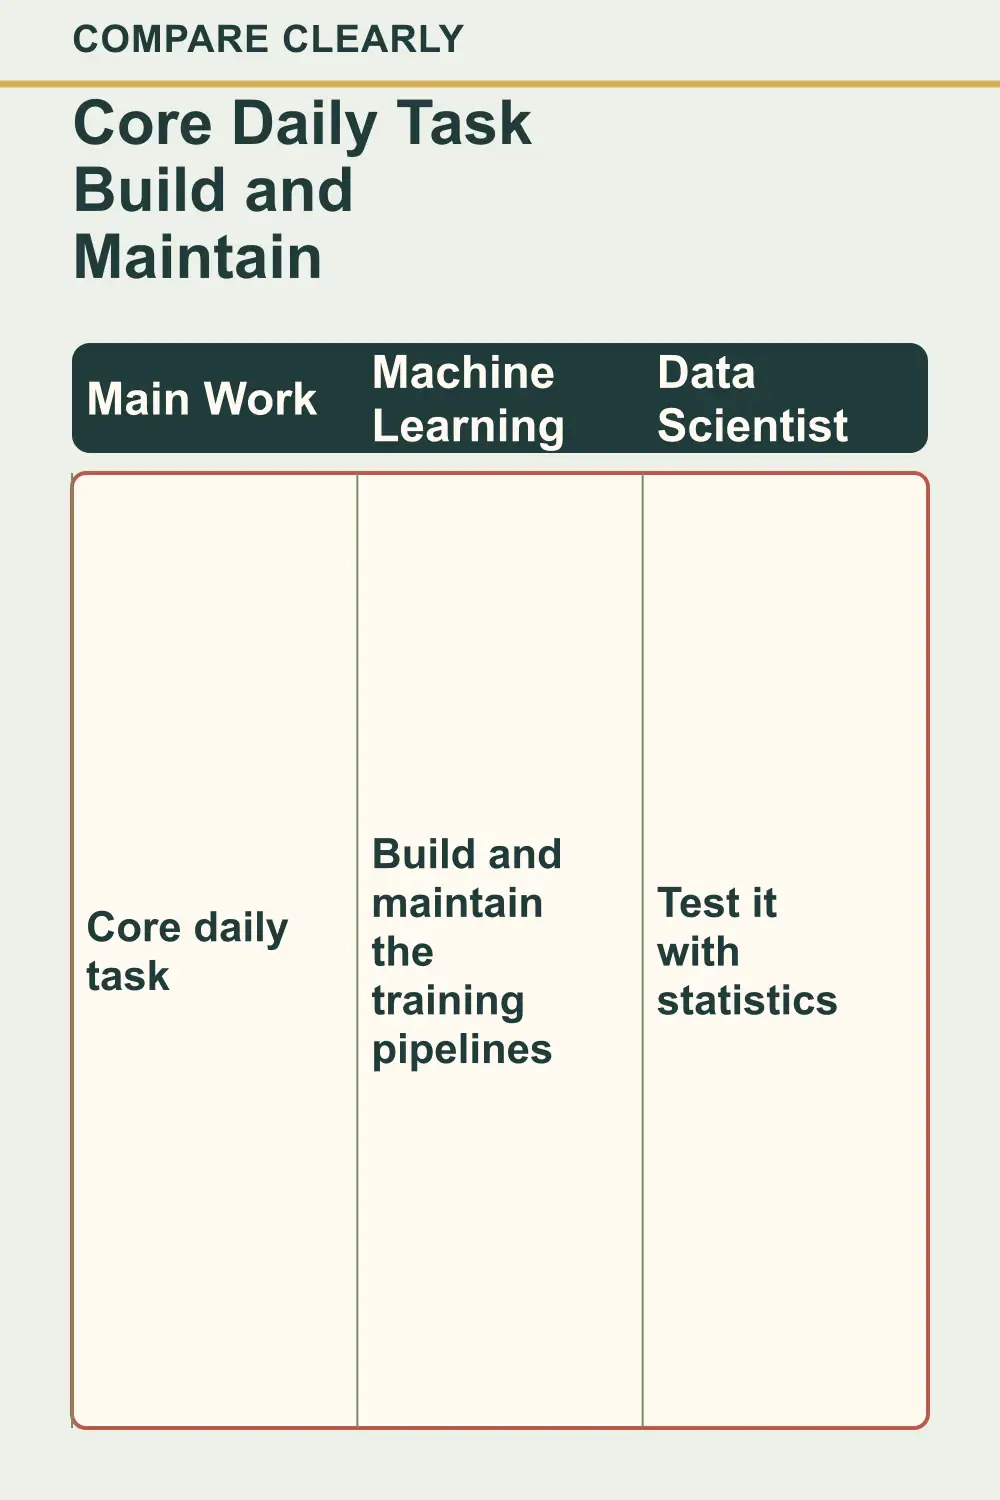 COMPARE CLEARLY
Core Daily Task
Build and
Maintain
Main Work
Machine
Learning
Data
Scientist
Core daily
task
Build and
maintain
the
training
pipelines
Test it
with
statistics